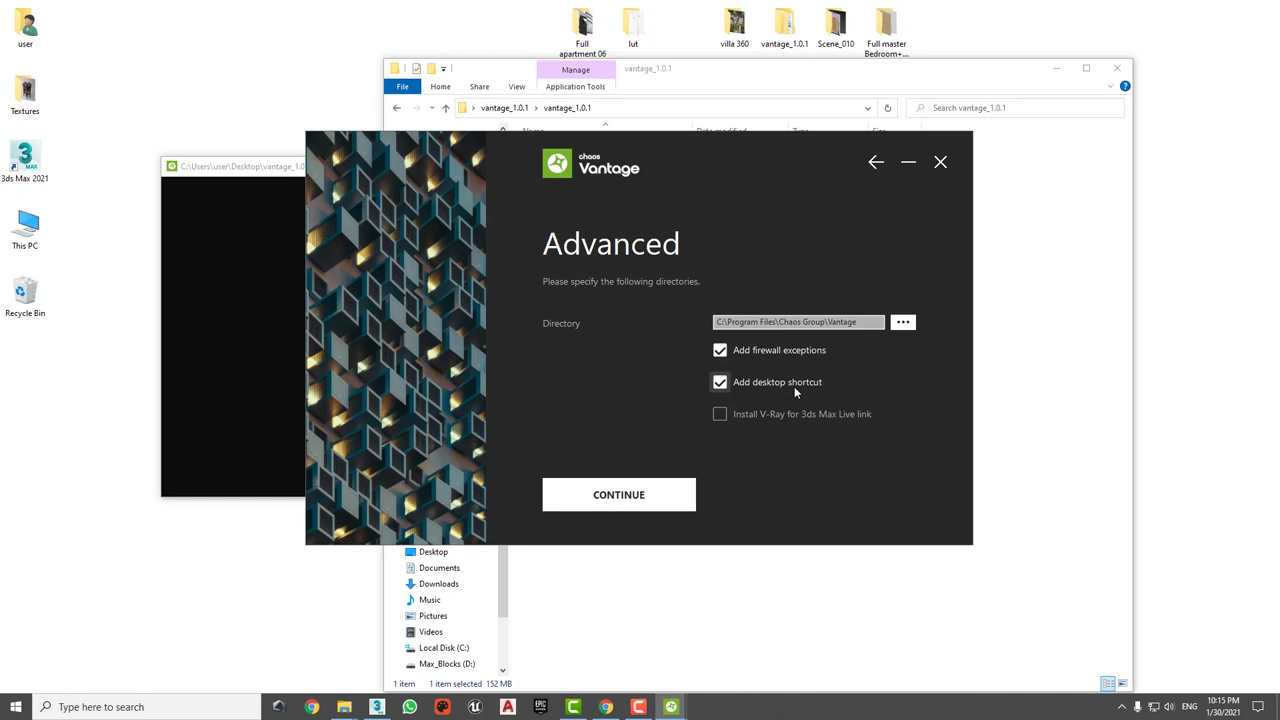 user
Textures
3ds Max 2021
This PC
Recycle Bin
Full
apartment 06
lut
villa 360
vantage_1.0.1
Scene_010
Full master
Bedroom+...
Manage
vantage_1.0.1
File
Home
Share
View
Application Tools
vantage_1.0.1
vantage_1.0.1
Search vantage_1.0.1
C:\Users\user\Desktop\vantage_1.0
chaos
Vantage
Advanced
Please specify the following directories.
Directory
C:\Program Files\Chaos Group\Vantage
Add firewall exceptions
Add desktop shortcut
Install V-Ray for 3ds Max Live link
CONTINUE
Desktop
Documents
Downloads
Music
Pictures
Videos
Local Disk (C:)
Max_Blocks (D:)
1 item
1 item selected
152 MB
Type here to search
ENG
10:15 PM
1/30/2021